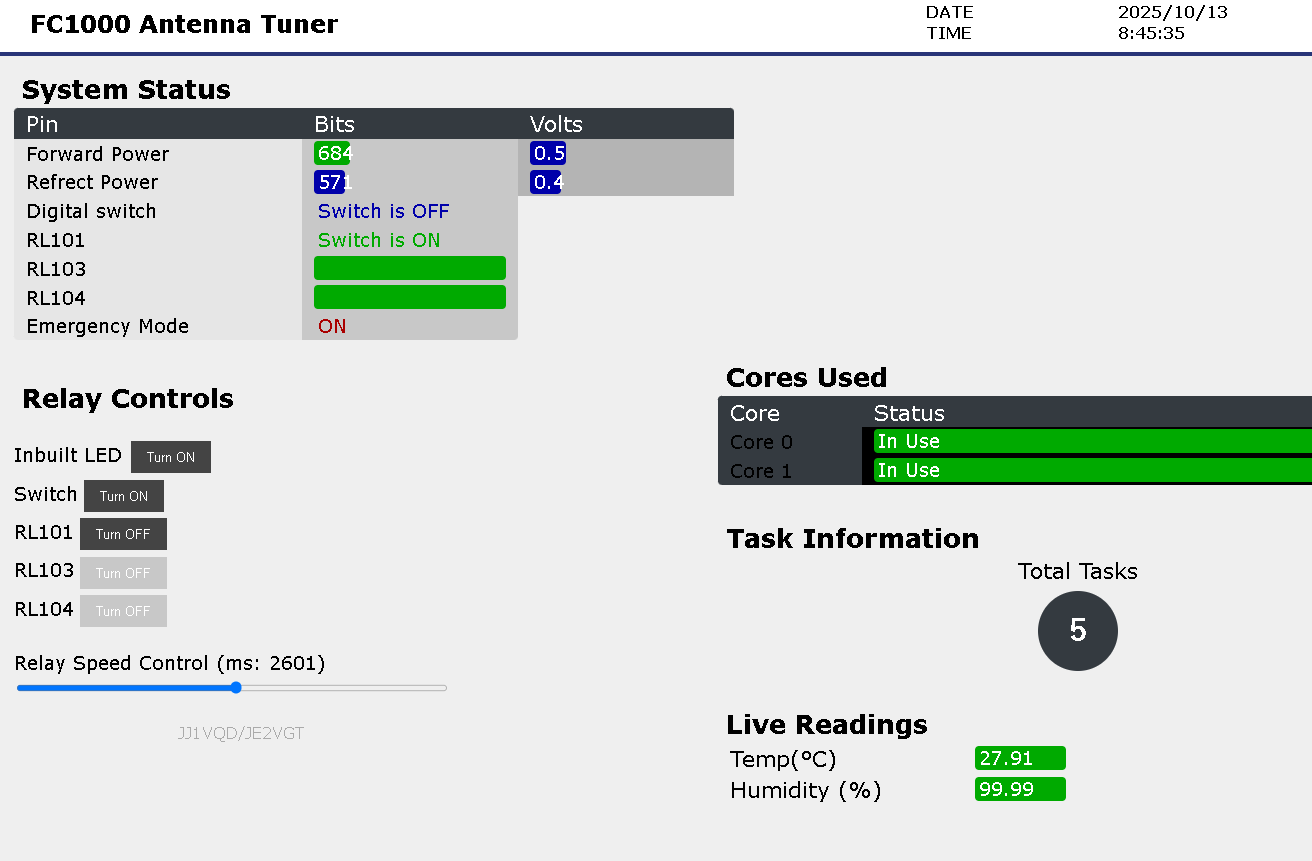 FC1000 Antenna Tuner
DATE 2025/10/13
TIME 8:45:35
System Status
Pin Bits Volts
Forward Power 684 0.5
Refrect Power 571 0.4
Digital switch Switch is OFF
RL101 Switch is ON
RL103
RL104
Emergency Mode ON
Relay Controls
Inbuilt LED Turn ON
Switch Turn ON
RL101 Turn OFF
RL103 Turn OFF
RL104 Turn OFF
Relay Speed Control (ms: 2601)
JJ1VQD/JE2VGT
Cores Used
Core Status
Core 0 In Use
Core 1 In Use
Task Information
Total Tasks
5
Live Readings
Temp(°C) 27.91
Humidity (%) 99.99